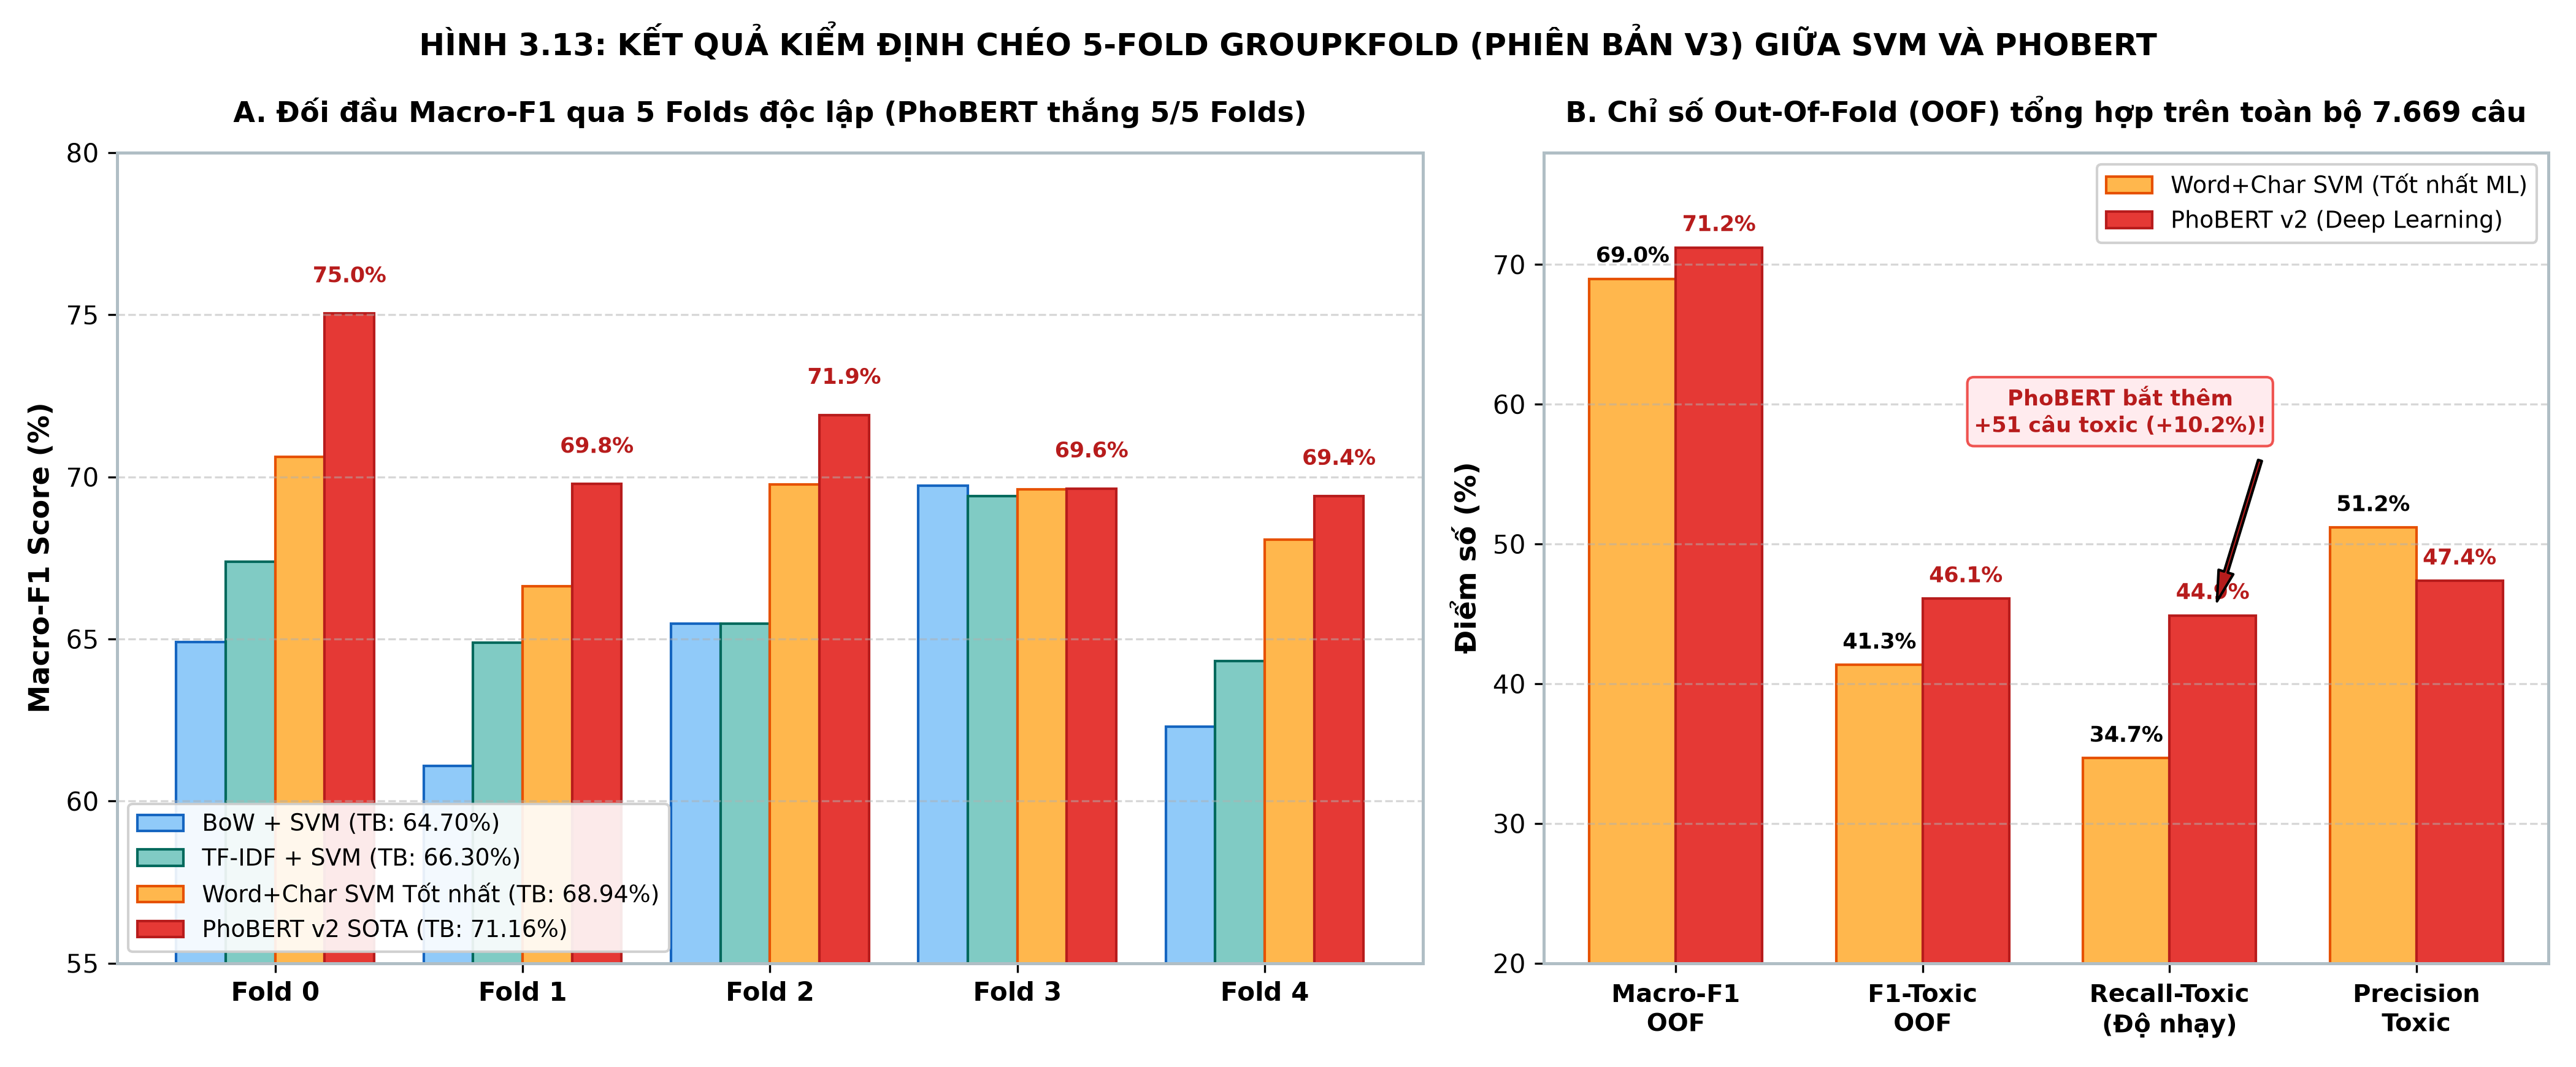 HÌNH 3.13: KẾT QUẢ KIỂM ĐỊNH CHÉO 5-FOLD GROUPKFOLD (PHIÊN BẢN V3) GIỮA SVM VÀ PHOBERT
A. Đối đầu Macro-F1 qua 5 Folds độc lập (PhoBERT thắng 5/5 Folds)
Macro-F1 Score (%)
80
75
70
65
60
55
75.0%
69.8%
71.9%
69.6%
69.4%
BoW + SVM (TB: 64.70%)
TF-IDF + SVM (TB: 66.30%)
Word+Char SVM Tốt nhất (TB: 68.94%)
PhoBERT v2 SOTA (TB: 71.16%)
Fold 0
Fold 1
Fold 2
Fold 3
Fold 4
B. Chỉ số Out-Of-Fold (OOF) tổng hợp trên toàn bộ 7.669 câu
Điểm số (%)
70
60
50
40
30
20
Word+Char SVM (Tốt nhất ML)
PhoBERT v2 (Deep Learning)
69.0%
71.2%
41.3%
46.1%
34.7%
51.2%
47.4%
PhoBERT bắt thêm
+51 câu toxic (+10.2%)!
Macro-F1
OOF
F1-Toxic
OOF
Recall-Toxic
(Độ nhạy)
Precision
Toxic